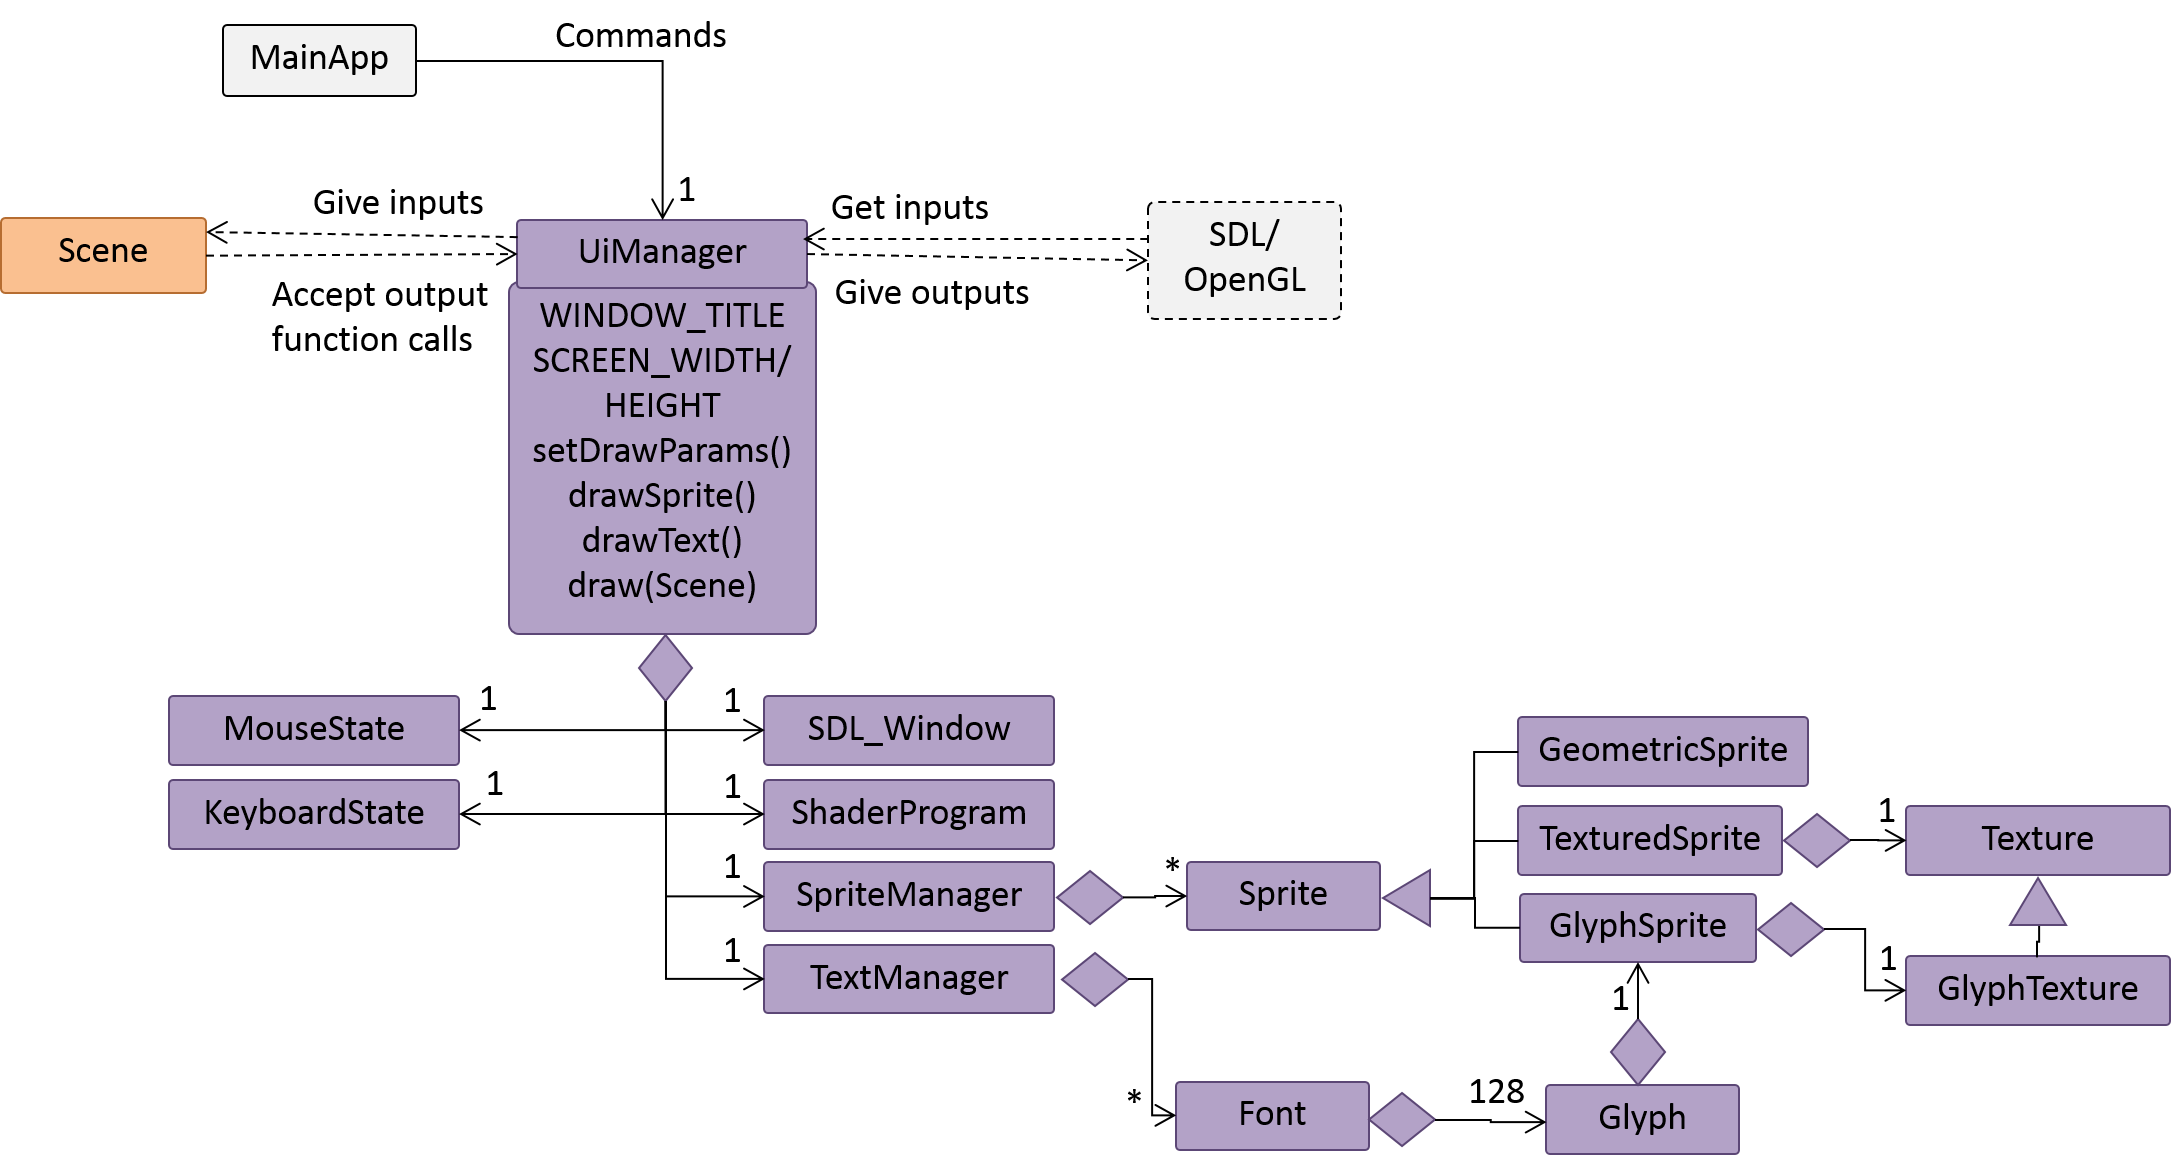 Commands
MainApp
1
Give inputs
Get inputs
Scene
UiManager
SDL/
OpenGL
Accept output
function calls
Give outputs
WINDOW_TITLE
SCREEN_WIDTH/
HEIGHT
setDrawParams()
drawSprite()
drawText()
draw(Scene)
1
1
MouseState
SDL_Window
GeometricSprite
1
1
KeyboardState
ShaderProgram
TexturedSprite
1
Texture
1
SpriteManager
*
Sprite
GlyphSprite
1
TextManager
1
GlyphTexture
1
*
Font
128
Glyph